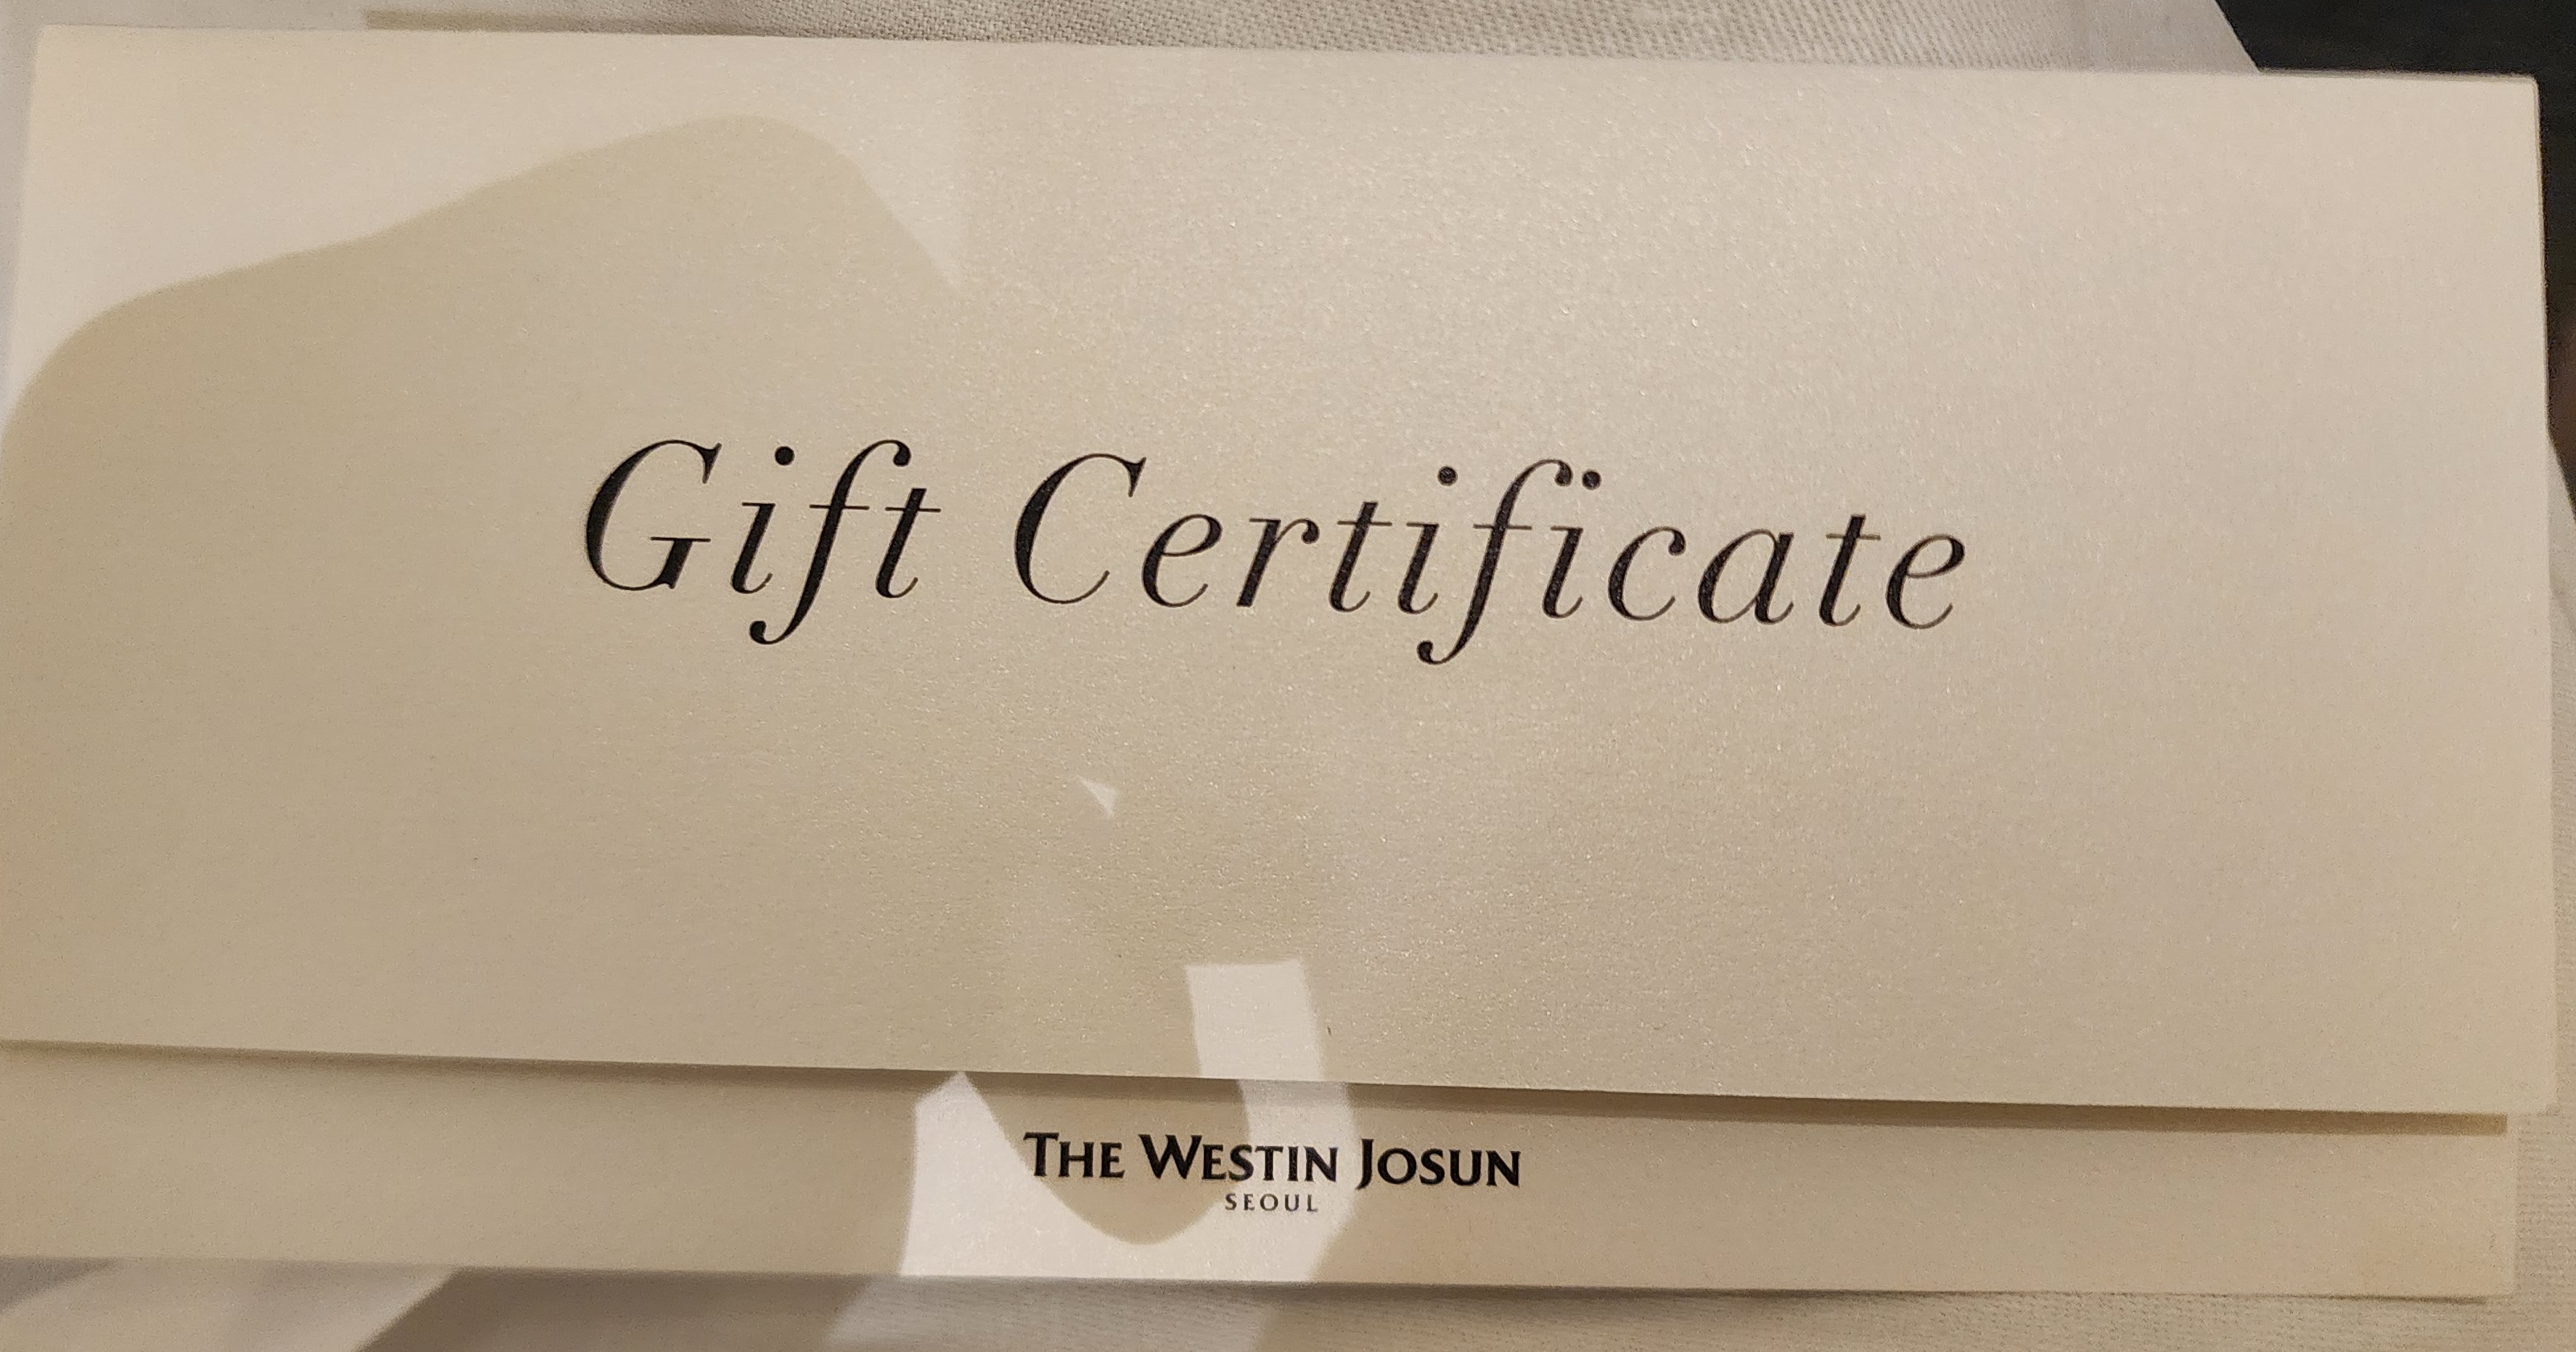 Gift Certificate
THE WESTIN JOSUN
SEOUL